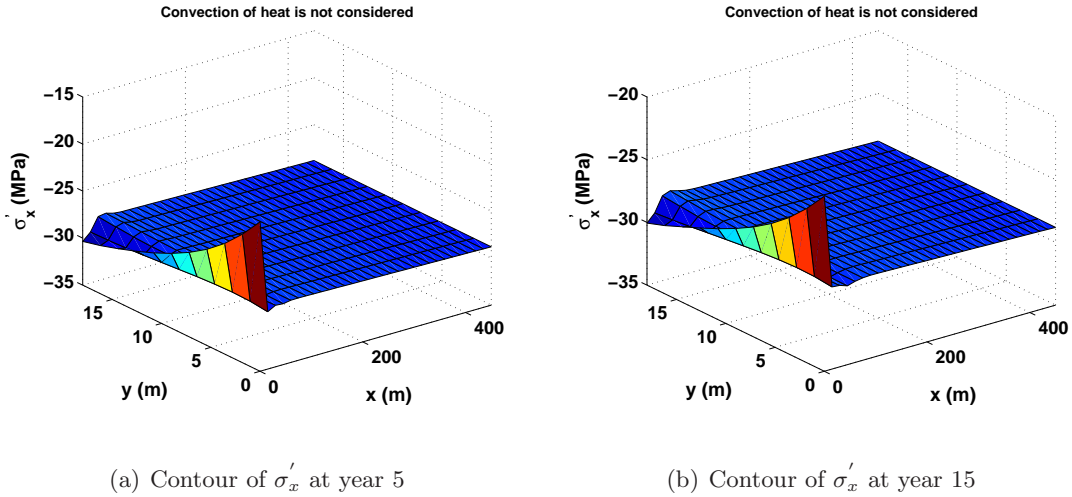 Convection of heat is not considered
−15
−20
−25
−30
−35
σ'x (MPa)
15
10
5
0
y (m)
0
200
400
x (m)
(a) Contour of σ'x at year 5
Convection of heat is not considered
−20
−25
−30
−35
σ'x (MPa)
15
10
5
0
y (m)
0
200
400
x (m)
(b) Contour of σ'x at year 15